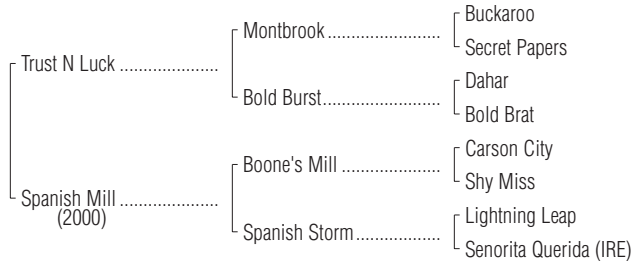 Buckaroo
Montbrook
Secret Papers
Trust N Luck
Dahar
Bold Burst
Bold Brat
Carson City
Boone's Mill
Shy Miss
Spanish Mill
(2000)
Lightning Leap
Spanish Storm
Senorita Querida (IRE)